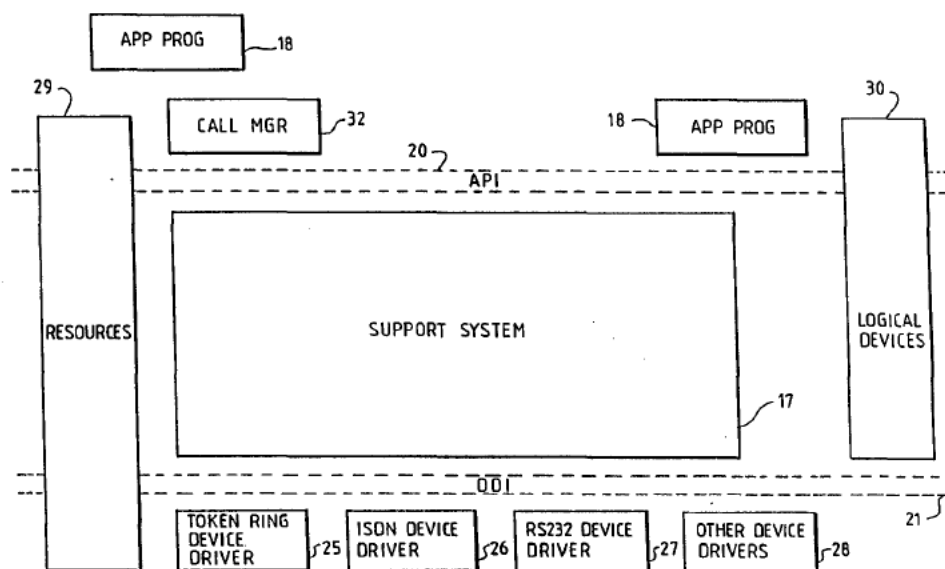 APP PROG
18
29
30
CALL MGR
32
18
APP PROG
20
API
RESOURCES
SUPPORT SYSTEM
LOGICAL
DEVICES
17
DDI
21
TOKEN RING
DEVICE
DRIVER
25
ISDN DEVICE
DRIVER
26
RS232 DEVICE
DRIVER
27
OTHER DEVICE
DRIVERS
28